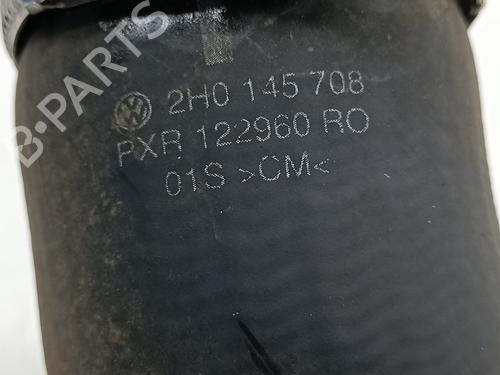 2H0 145 708
PXR 122960 RO
01S >CM<
B-PARTS